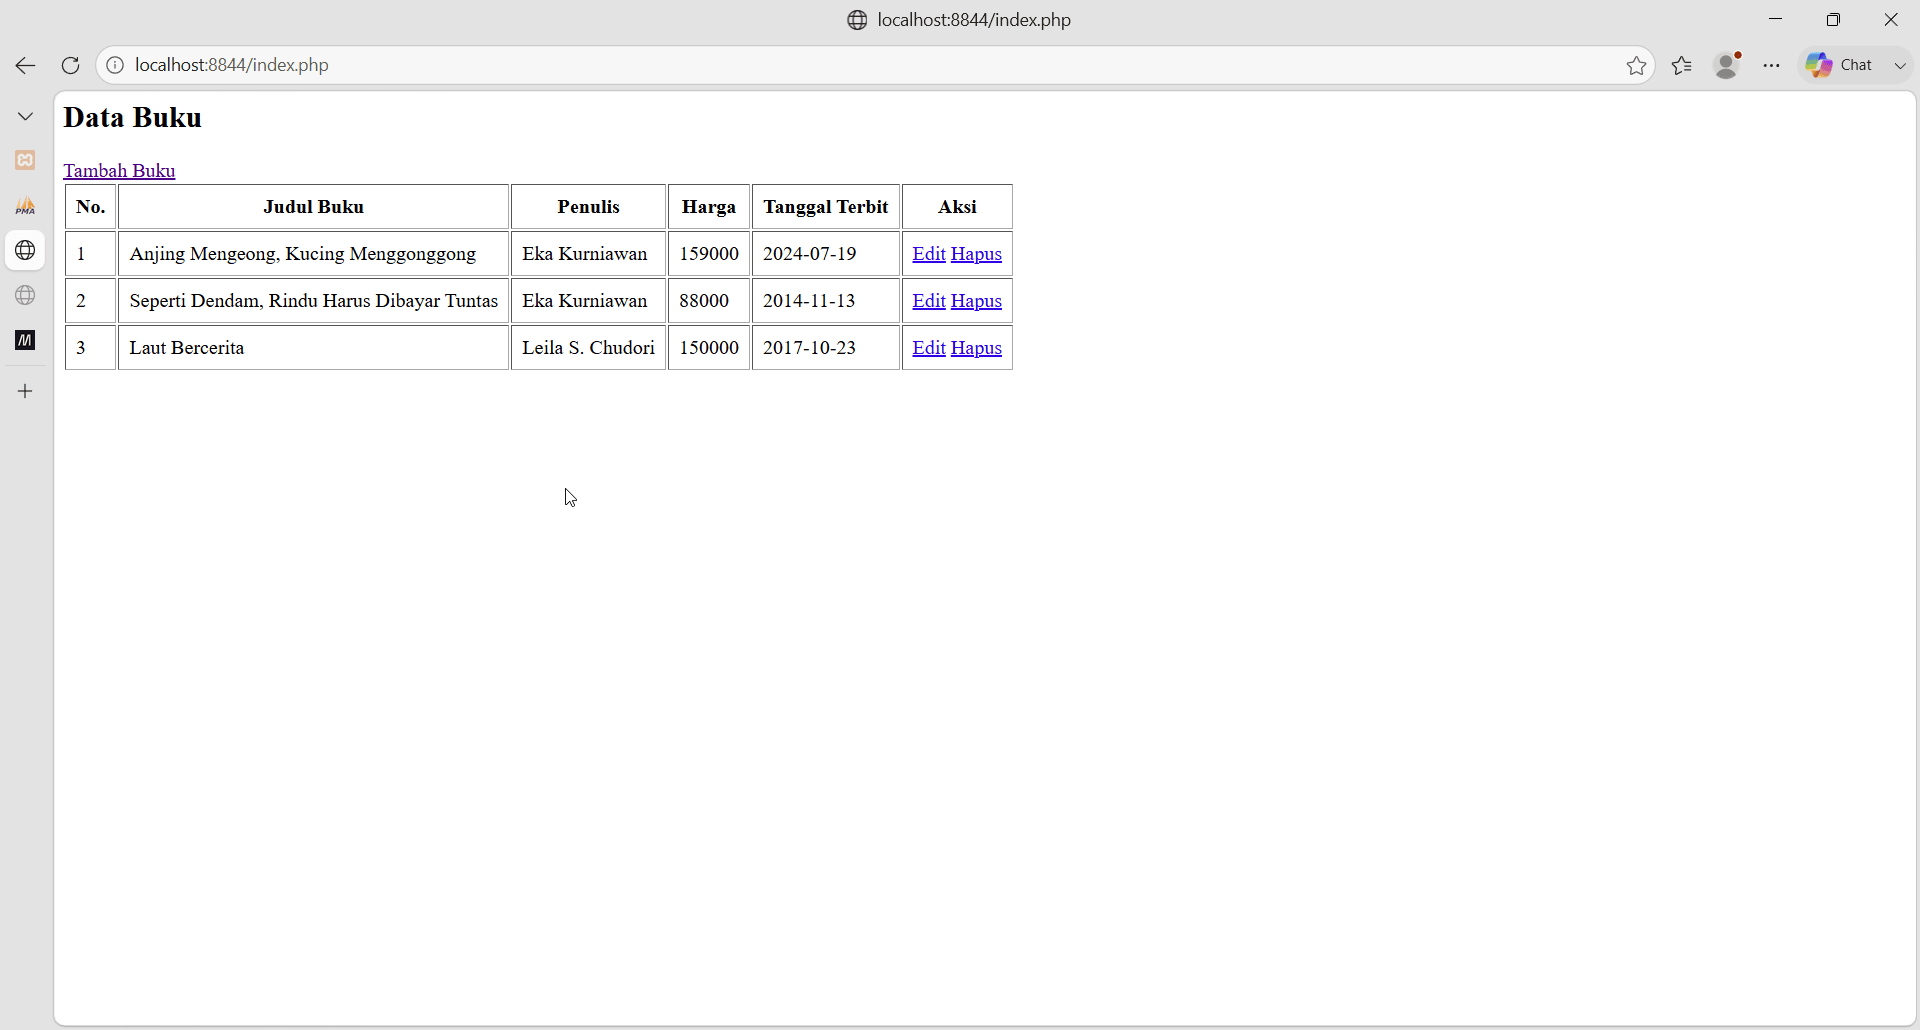 localhost:8844/index.php
localhost:8844/index.php
Chat
Data Buku
PMA
Tambah Buku
No. Judul Buku Penulis Harga Tanggal Terbit Aksi
1 Anjing Mengeong, Kucing Menggonggong Eka Kurniawan 159000 2024-07-19 Edit Hapus
2 Seperti Dendam, Rindu Harus Dibayar Tuntas Eka Kurniawan 88000 2014-11-13 Edit Hapus
3 Laut Bercerita Leila S. Chudori 150000 2017-10-23 Edit Hapus